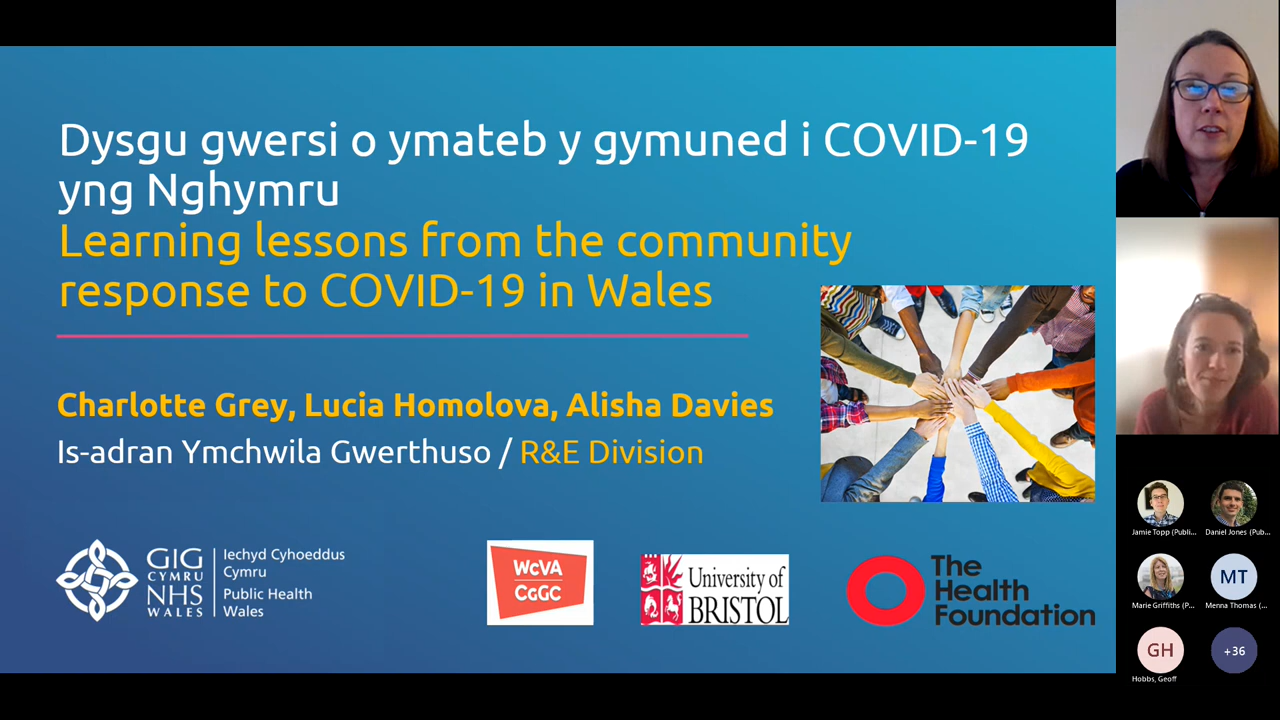 Dysgu gwersi o ymateb y gymuned i COVID-19
yng Nghymru
Learning lessons from the community
response to COVID-19 in Wales
Charlotte Grey, Lucia Homolova, Alisha Davies
Is-adran Ymchwila Gwerthuso / R&E Division
GIG
CYMRU
NHS
WALES
Iechyd Cyhoeddus
Cymru
Public Health
Wales
WCVA
CGGC
University of
BRISTOL
The
Health
Foundation
Jamie Topp (Publi...
Daniel Jones (Pub...
Marie Griffiths (P...
MT
Menna Thomas (...
GH
Hobbs, Geoff
+36